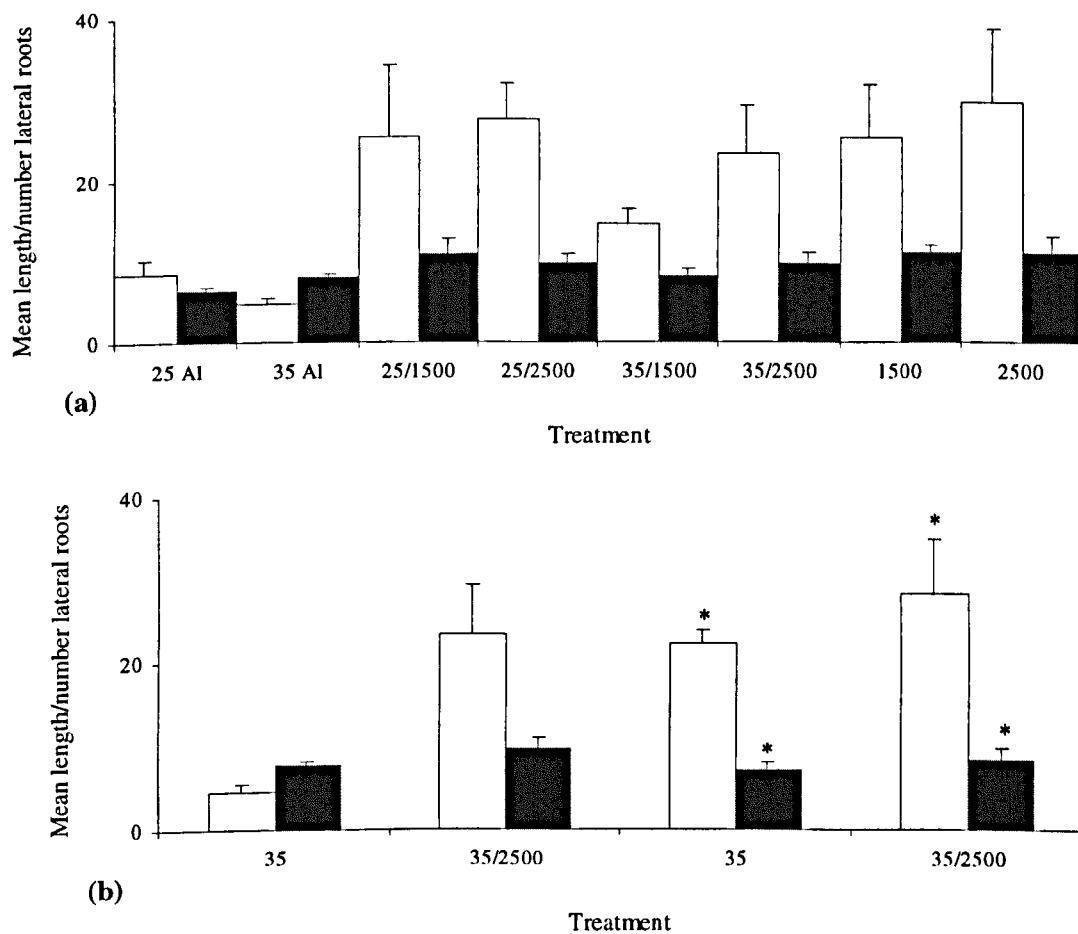 40
20
0
Mean length/number lateral roots
25 Al
35 Al
25/1500
25/2500
35/1500
35/2500
1500
2500
(a)
Treatment
40
20
0
Mean length/number lateral roots
*
*
*
*
35
35/2500
35
35/2500
(b)
Treatment